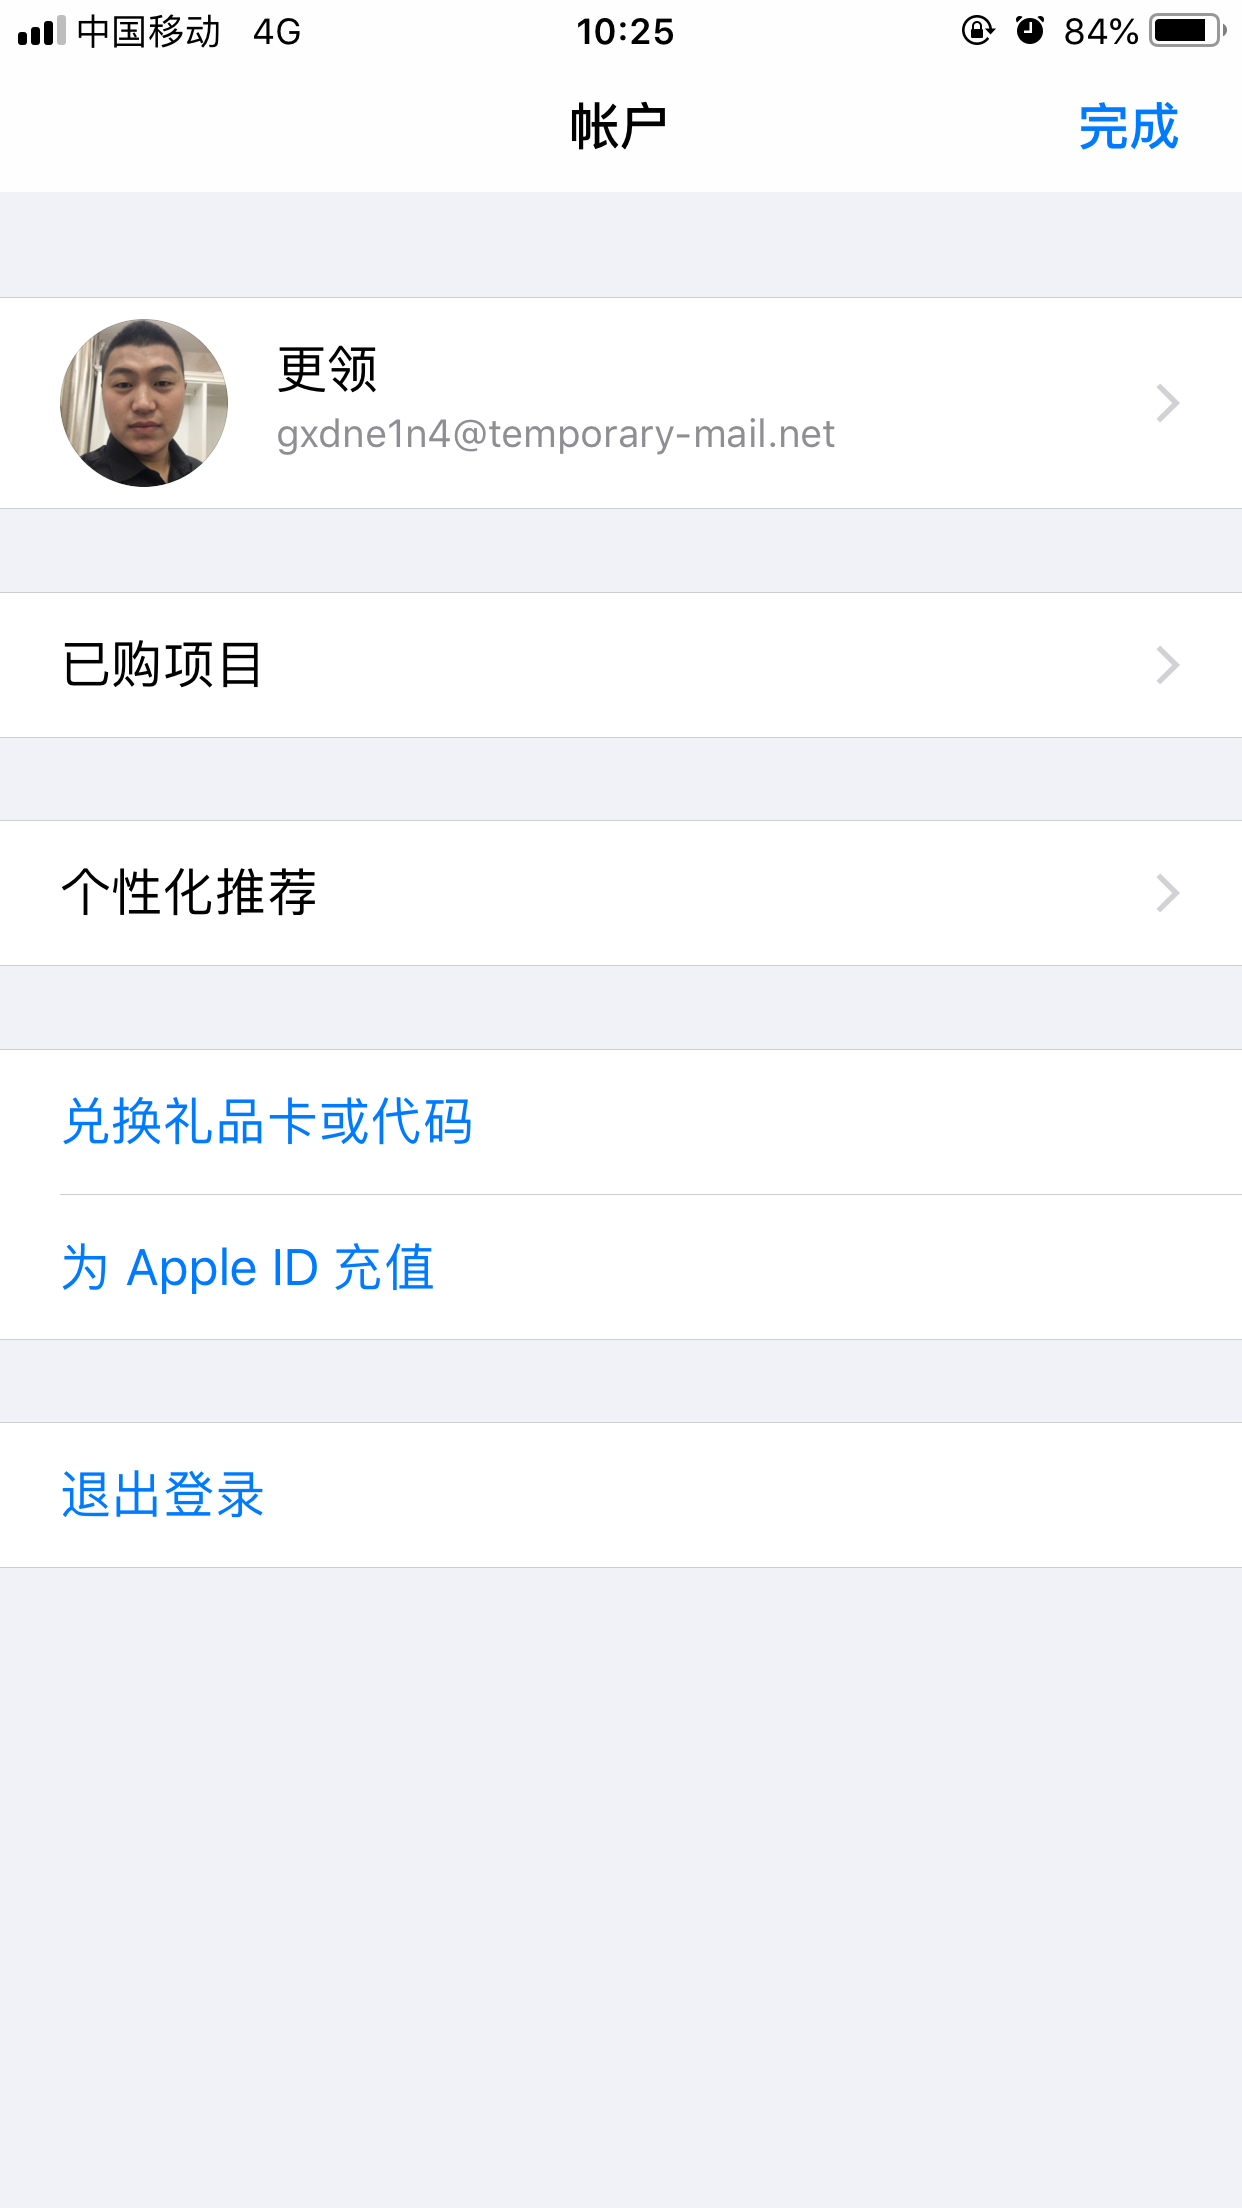 中国移动 4G 10:25 84%
帐户 完成
更领
gxdne1n4@temporary-mail.net
已购项目
个性化推荐
兑换礼品卡或代码
为 Apple ID 充值
退出登录